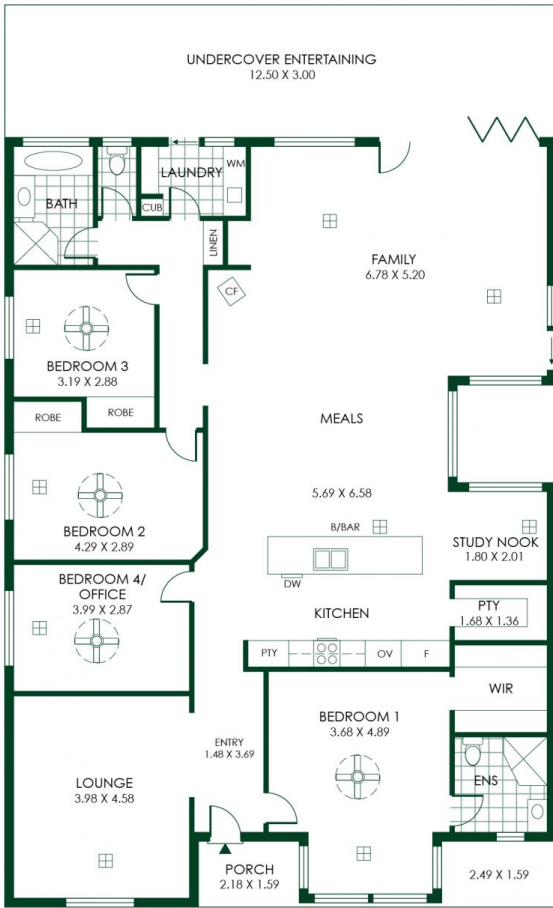 UNDERCOVER ENTERTAINING
12.50 X 3.00
LAUNDRY
WM
BATH
CUB
LINEN
FAMILY
6.78 X 5.20
CF
BEDROOM 3
3.19 X 2.88
ROBE
ROBE
MEALS
5.69 X 6.58
BEDROOM 2
4.29 X 2.89
B/BAR
STUDY NOOK
1.80 X 2.01
DW
BEDROOM 4/
OFFICE
3.99 X 2.87
KITCHEN
PTY
1.68 X 1.36
PTY
OV
F
WIR
ENTRY
1.48 X 3.69
BEDROOM 1
3.68 X 4.89
LOUNGE
3.98 X 4.58
ENS
PORCH
2.18 X 1.59
2.49 X 1.59